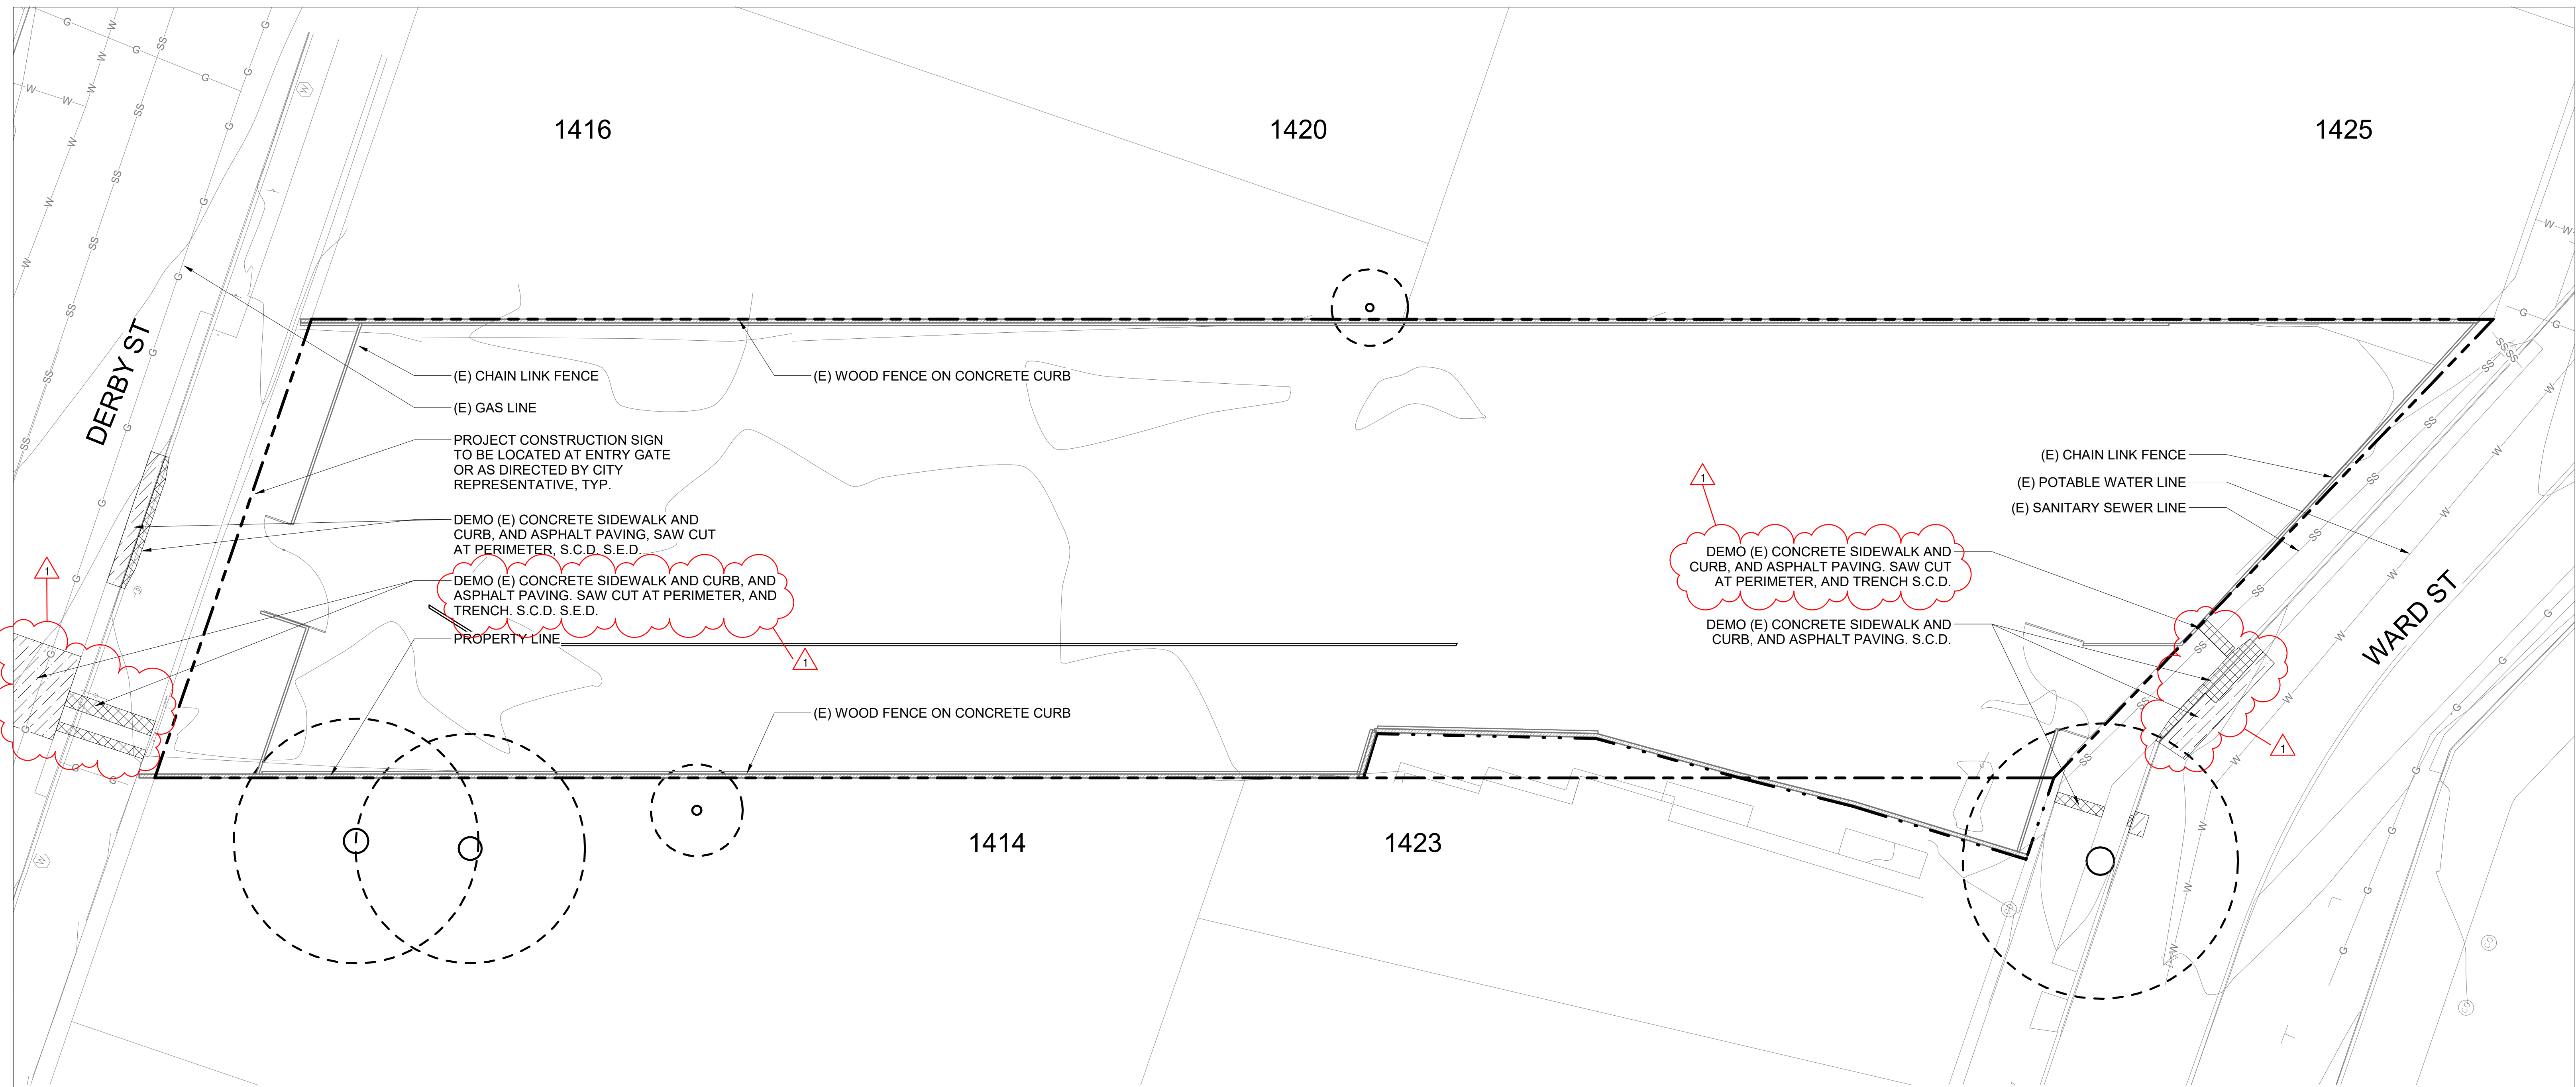 1416
1420
1425
DERBY ST
(E) CHAIN LINK FENCE
(E) WOOD FENCE ON CONCRETE CURB
(E) GAS LINE
PROJECT CONSTRUCTION SIGN
TO BE LOCATED AT ENTRY GATE
OR AS DIRECTED BY CITY
REPRESENTATIVE, TYP.
DEMO (E) CONCRETE SIDEWALK AND
CURB, AND ASPHALT PAVING, SAW CUT
AT PERIMETER, S.C.D. S.E.D.
1
DEMO (E) CONCRETE SIDEWALK AND CURB, AND
ASPHALT PAVING. SAW CUT AT PERIMETER, AND
TRENCH. S.C.D. S.E.D.
1
PROPERTY LINE
(E) WOOD FENCE ON CONCRETE CURB
(E) CHAIN LINK FENCE
(E) POTABLE WATER LINE
(E) SANITARY SEWER LINE
1
DEMO (E) CONCRETE SIDEWALK AND
CURB, AND ASPHALT PAVING. SAW CUT
AT PERIMETER, AND TRENCH S.C.D.
DEMO (E) CONCRETE SIDEWALK AND
CURB, AND ASPHALT PAVING. S.C.D.
1
WARD ST
1414
1423